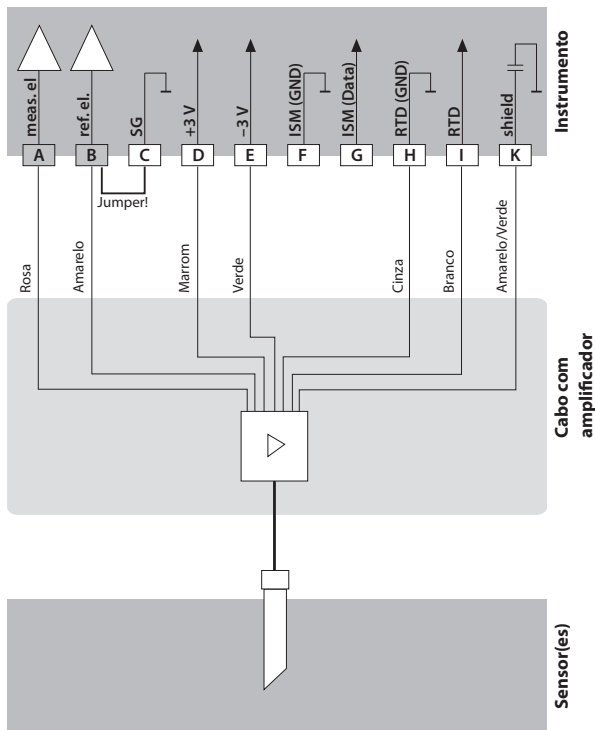 meas. el
ref. el.
SG
+3 V
–3 V
ISM (GND)
ISM (Data)
RTD (GND)
RTD
shield
Instrumento
A
B
C
D
E
F
G
H
I
K
Jumper!
Rosa
Amarelo
Marrom
Verde
Cinza
Branco
Amarelo/Verde
Cabo com
amplificador
Sensor(es)